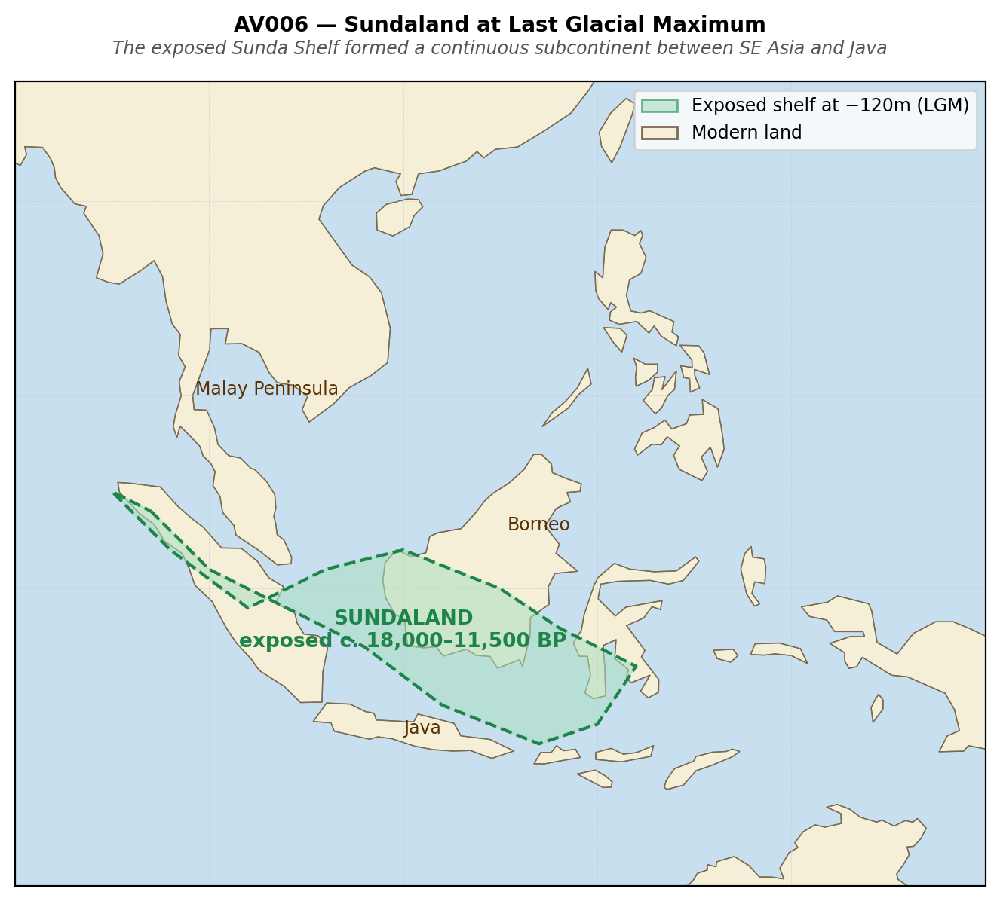 AV006 — Sundaland at Last Glacial Maximum
The exposed Sunda Shelf formed a continuous subcontinent between SE Asia and Java
Exposed shelf at −120m (LGM)
Modern land
Malay Peninsula
Borneo
SUNDALAND
exposed c. 18,000–11,500 BP
Java